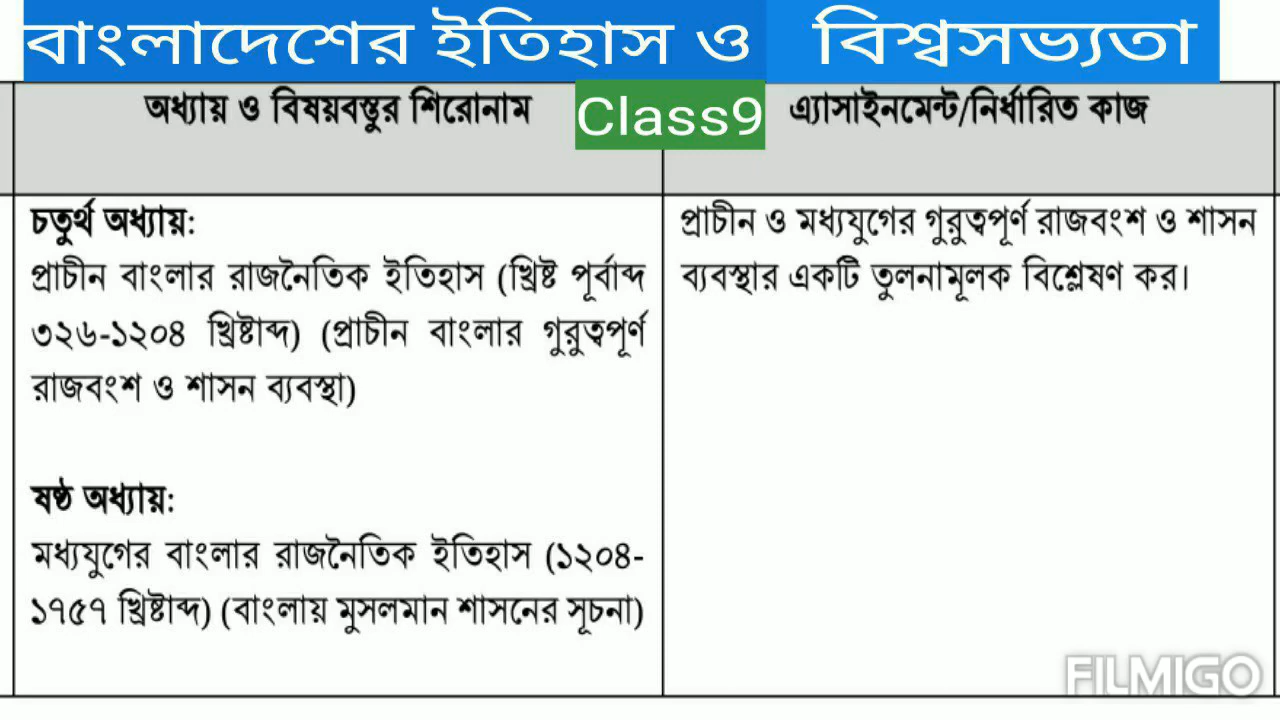 বাংলাদেশের ইতিহাস ও বিশ্বসভ্যতা
অধ্যায় ও বিষয়বস্তুর শিরোনাম
Class9
এ্যাসাইনমেন্ট/নির্ধারিত কাজ
চতুর্থ অধ্যায়:
প্রাচীন বাংলার রাজনৈতিক ইতিহাস (খ্রিষ্ট পূর্বাব্দ
৩২৬-১২০৪ খ্রিষ্টাব্দ) (প্রাচীন বাংলার গুরুত্বপূর্ণ
রাজবংশ ও শাসন ব্যবস্থা)
ষষ্ঠ অধ্যায়:
মধ্যযুগের বাংলার রাজনৈতিক ইতিহাস (১২০৪-
১৭৫৭ খ্রিষ্টাব্দ) (বাংলায় মুসলমান শাসনের সূচনা)
প্রাচীন ও মধ্যযুগের গুরুত্বপূর্ণ রাজবংশ ও শাসন
ব্যবস্থার একটি তুলনামূলক বিশ্লেষণ কর।
FILMIGO